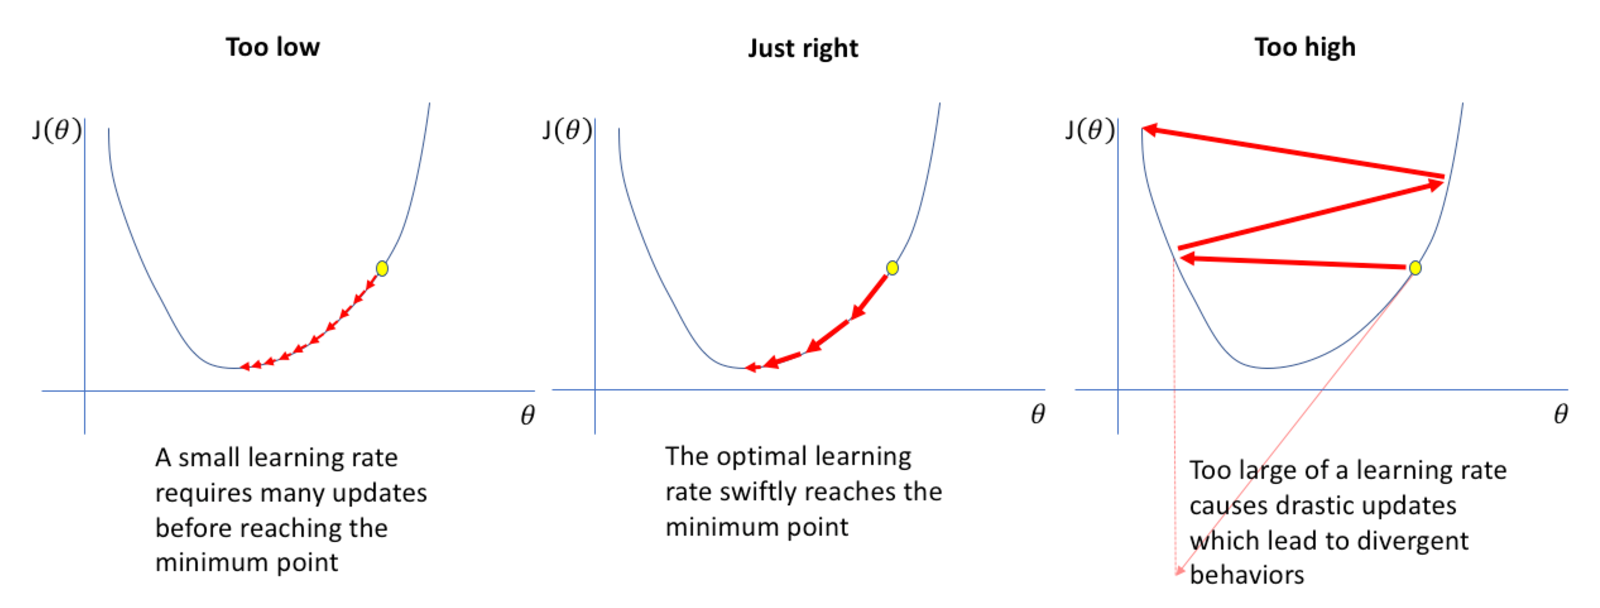 Too low
Just right
Too high
J(θ)
J(θ)
J(θ)
θ
θ
θ
A small learning rate
requires many updates
before reaching the
minimum point
The optimal learning
rate swiftly reaches the
minimum point
Too large of a learning rate
causes drastic updates
which lead to divergent
behaviors